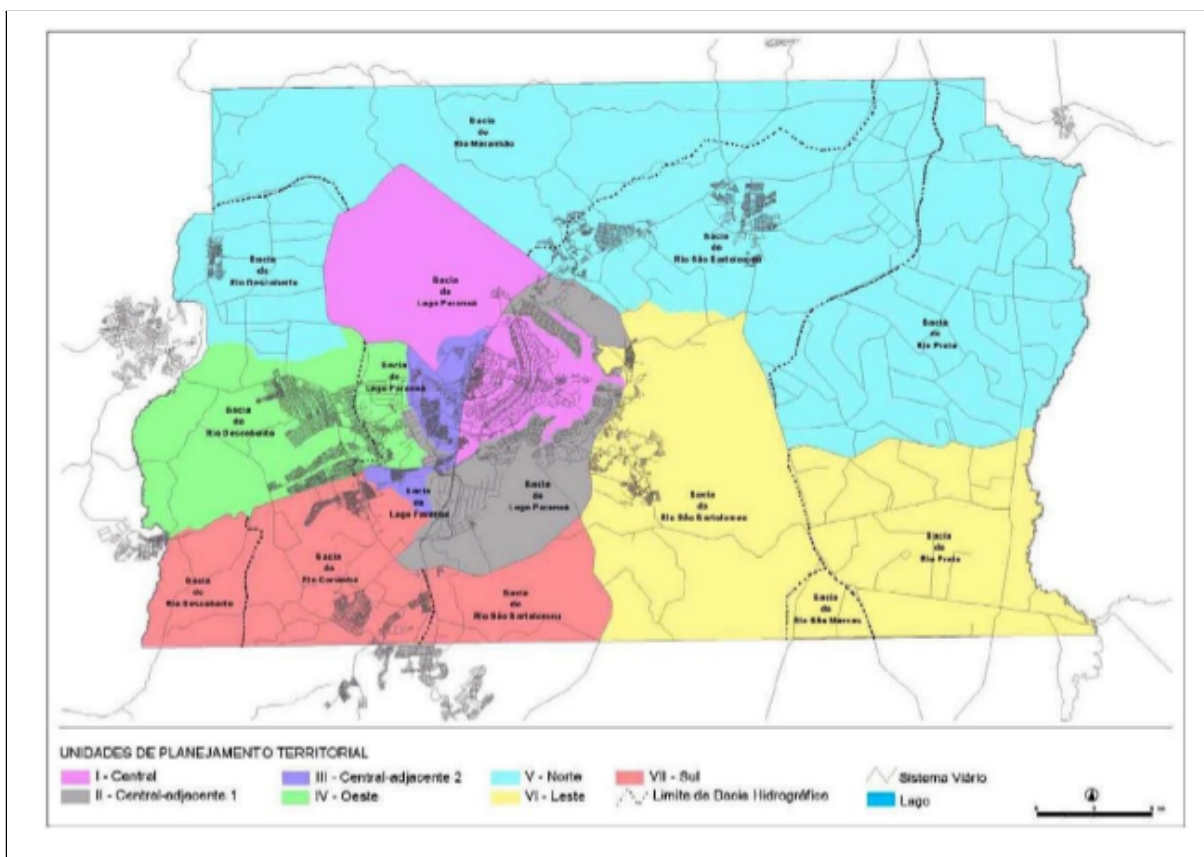 Bacia
do
Rio Maranhão
Bacia
do
Rio São Bartolomeu
Bacia
do
Rio Descoberto
Bacia
do
Lago Paranoá
Bacia
do
Rio Preto
Bacia
do
Lago Paranoá
Bacia
do
Rio Descoberto
Bacia
do
Lago Paranoá
Bacia
do
Lago Paranoá
Bacia
do
Rio São Bartolomeu
Bacia
do
Rio Preto
Bacia
do
Rio Descoberto
Bacia
do
Rio Corumbá
Bacia
do
Rio São Bartolomeu
Bacia
do
Rio São Marcos
UNIDADES DE PLANEJAMENTO TERRITORIAL
I - Central
II - Central-adjacente 1
III - Central-adjacente 2
IV - Oeste
V - Norte
VI - Leste
VII - Sul
Limite de Bacia Hidrográfica
Sistema Viário
Lago